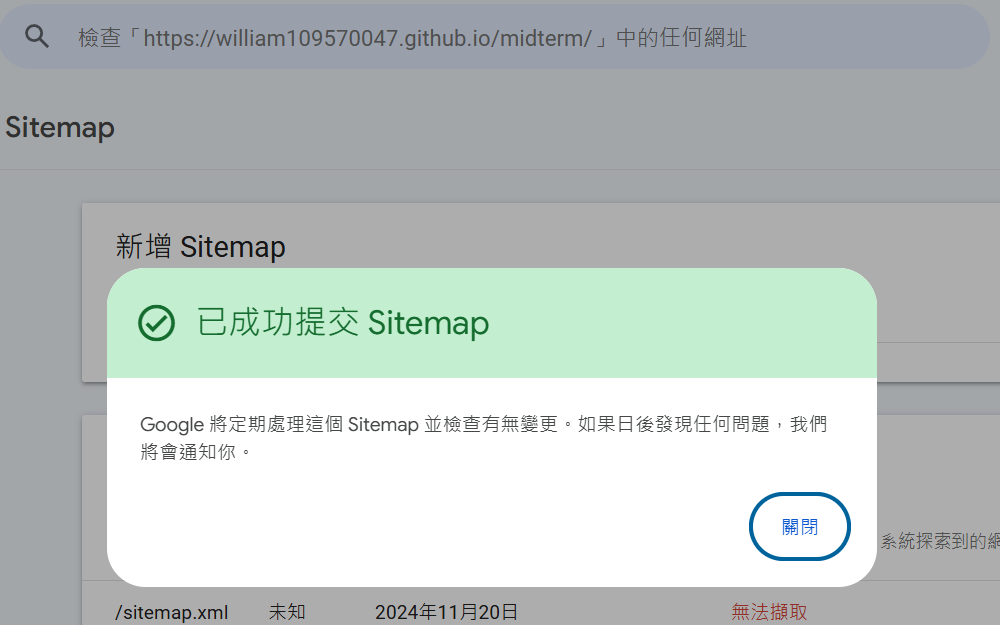 檢查「https://william109570047.github.io/midterm/」中的任何網址
Sitemap
新增 Sitemap
已成功提交 Sitemap
Google 將定期處理這個 Sitemap 並檢查有無變更。如果日後發現任何問題，我們
將會通知你。
關閉
系統探索到的網
/sitemap.xml 未知 2024年11月20日 無法擷取